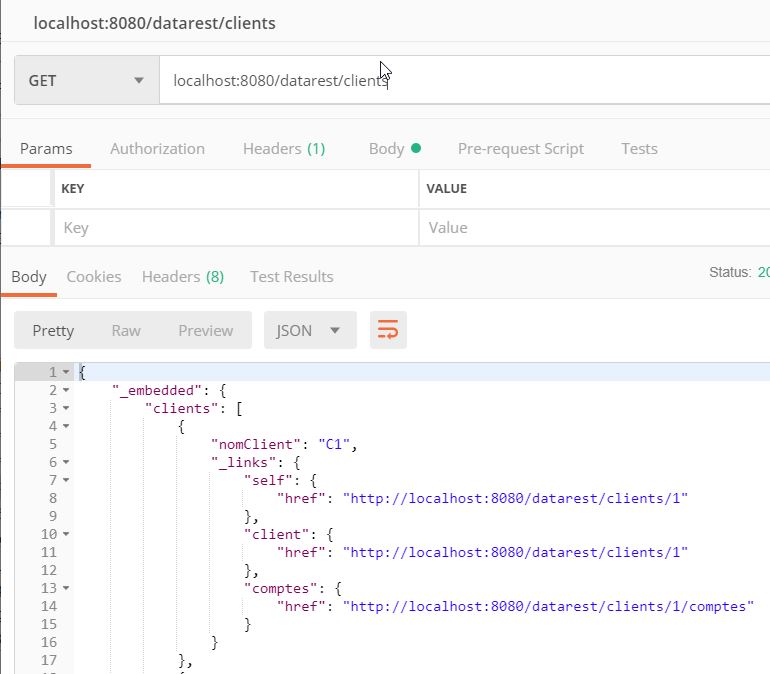 localhost:8080/datarest/clients
GET localhost:8080/datarest/clients
Params Authorization Headers (1) Body Pre-request Script Tests
KEY VALUE
Key Value
Body Cookies Headers (8) Test Results Status: 20
Pretty Raw Preview JSON
1 {
2 "_embedded": {
3 "clients": [
4 {
5 "nomClient": "C1",
6 "_links": {
7 "self": {
8 "href": "http://localhost:8080/datarest/clients/1"
9 },
10 "client": {
11 "href": "http://localhost:8080/datarest/clients/1"
12 },
13 "comptes": {
14 "href": "http://localhost:8080/datarest/clients/1/comptes"
15 }
16 }
17 },